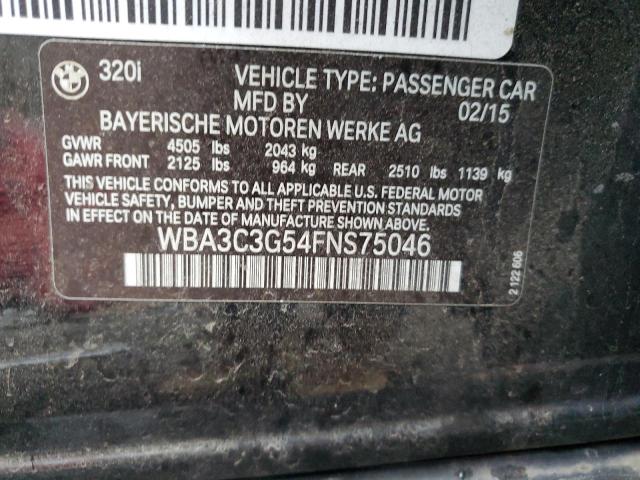 BMW
320i VEHICLE TYPE: PASSENGER CAR
MFD BY 02/15
BAYERISCHE MOTOREN WERKE AG
GVWR 4505 lbs 2043 kg
GAWR FRONT 2125 lbs 964 kg REAR 2510 lbs 1139 kg
THIS VEHICLE CONFORMS TO ALL APPLICABLE U.S. FEDERAL MOTOR
VEHICLE SAFETY, BUMPER AND THEFT PREVENTION STANDARDS
IN EFFECT ON THE DATE OF MANUFACTURE SHOWN ABOVE.
WBA3C3G54FNS75046
2 122 606